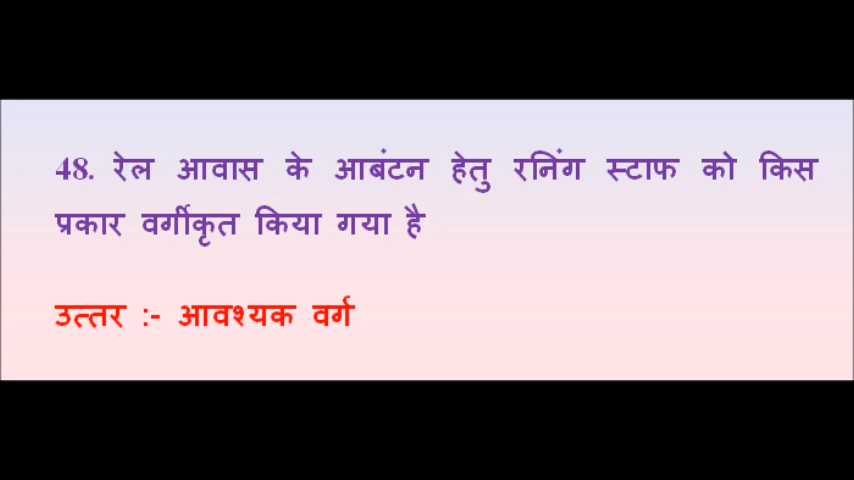 48. रेल आवास के आबंटन हेतु रनिंग स्टाफ को किस
प्रकार वर्गीकृत किया गया है
उत्तर :- आवश्यक वर्ग